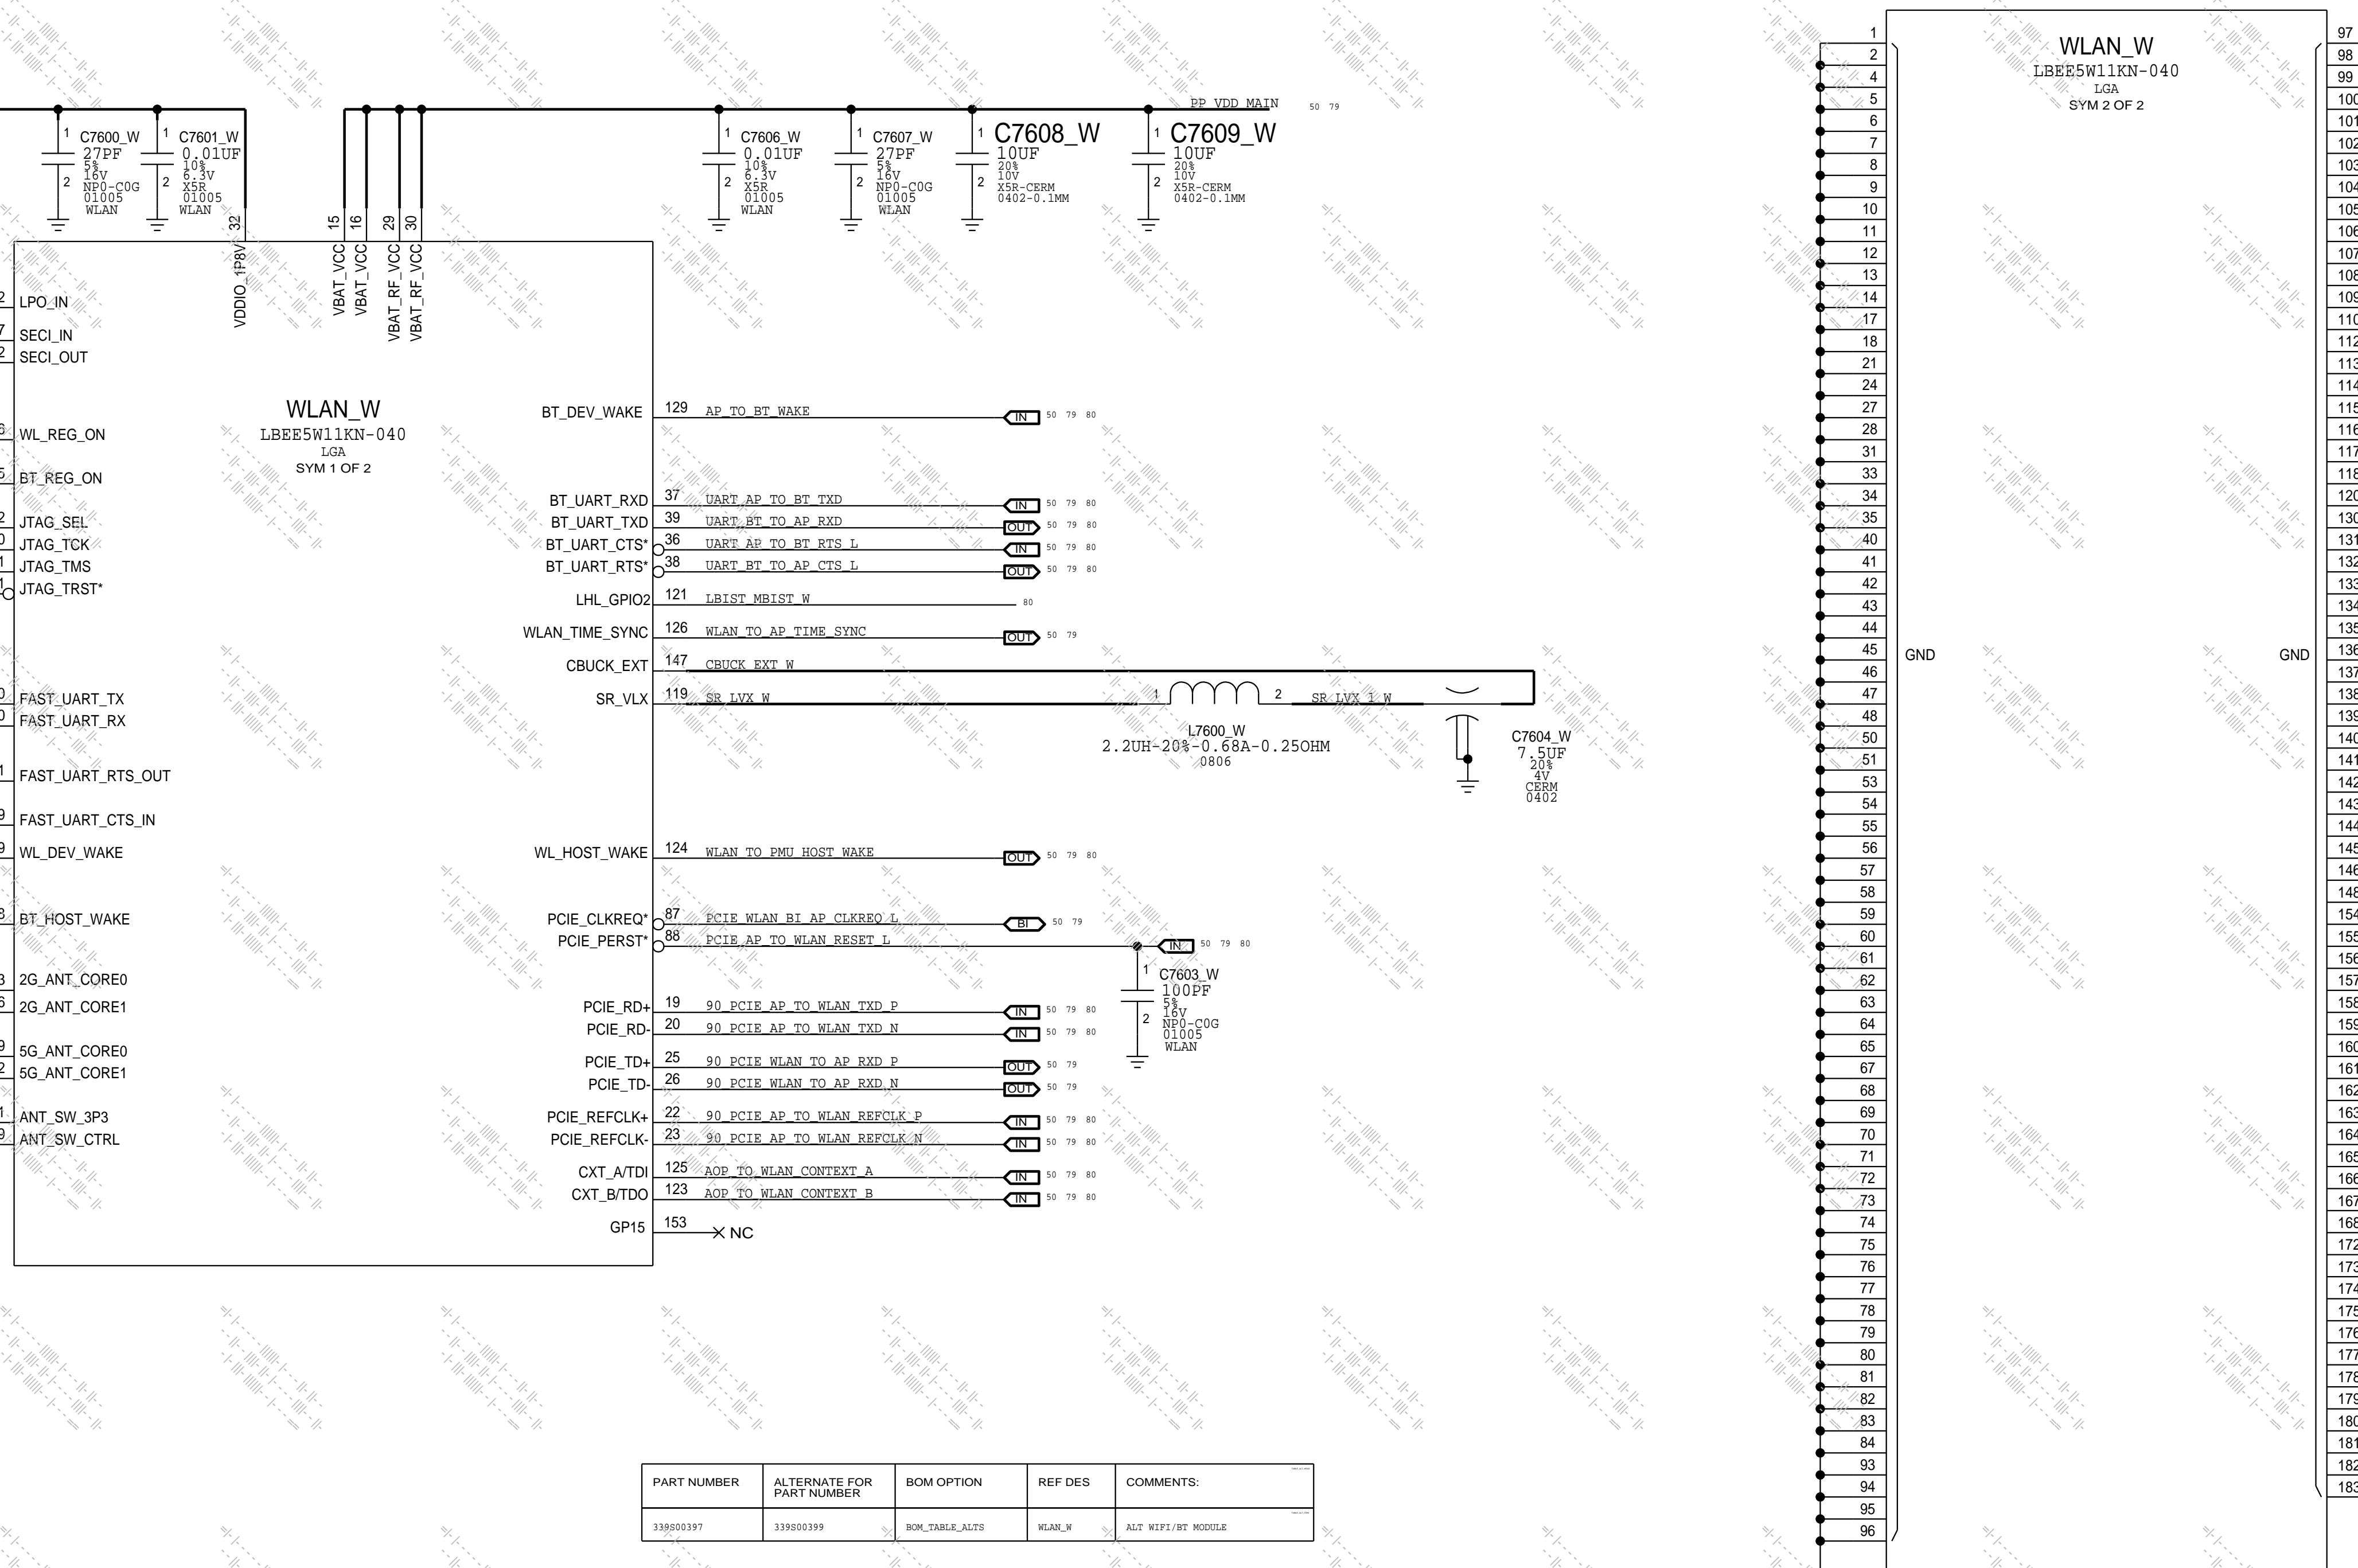 PP_VDD_MAIN 50 79
C7600_W
27PF
5%
16V
NP0-C0G
01005
WLAN
1
2
C7601_W
0.01UF
10%
6.3V
X5R
01005
WLAN
1
2
C7606_W
0.01UF
10%
6.3V
X5R
01005
WLAN
1
2
C7607_W
27PF
5%
16V
NP0-C0G
01005
WLAN
1
2
C7608_W
10UF
20%
10V
X5R-CERM
0402-0.1MM
1
2
C7609_W
10UF
20%
10V
X5R-CERM
0402-0.1MM
1
2
32 VDDIO_1P8V
15 VBAT_VCC
16 VBAT_VCC
29 VBAT_RF_VCC
30 VBAT_RF_VCC
LPO_IN
SECI_IN
SECI_OUT
WL_REG_ON
BT_REG_ON
JTAG_SEL
JTAG_TCK
JTAG_TMS
JTAG_TRST*
FAST_UART_TX
FAST_UART_RX
FAST_UART_RTS_OUT
FAST_UART_CTS_IN
WL_DEV_WAKE
BT_HOST_WAKE
2G_ANT_CORE0
2G_ANT_CORE1
5G_ANT_CORE0
5G_ANT_CORE1
ANT_SW_3P3
ANT_SW_CTRL
WLAN_W
LBEE5W11KN-040
LGA
SYM 1 OF 2
BT_DEV_WAKE 129 AP_TO_BT_WAKE IN 50 79 80
BT_UART_RXD 37 UART_AP_TO_BT_TXD IN 50 79 80
BT_UART_TXD 39 UART_BT_TO_AP_RXD OUT 50 79 80
BT_UART_CTS* 36 UART_AP_TO_BT_RTS_L IN 50 79 80
BT_UART_RTS* 38 UART_BT_TO_AP_CTS_L OUT 50 79 80
LHL_GPIO2 121 LBIST_MBIST_W 80
WLAN_TIME_SYNC 126 WLAN_TO_AP_TIME_SYNC OUT 50 79
CBUCK_EXT 147 CBUCK_EXT_W
SR_VLX 119 SR_LVX_W 1 2 SR_LVX_1_W
L7600_W
2.2UH-20%-0.68A-0.25OHM
0806
C7604_W
7.5UF
20%
4V
CERM
0402
WL_HOST_WAKE 124 WLAN_TO_PMU_HOST_WAKE OUT 50 79 80
PCIE_CLKREQ* 87 PCIE_WLAN_BI_AP_CLKREQ_L BI 50 79
PCIE_PERST* 88 PCIE_AP_TO_WLAN_RESET_L IN 50 79 80
C7603_W
100PF
5%
16V
NP0-C0G
01005
WLAN
1
2
PCIE_RD+ 19 90_PCIE_AP_TO_WLAN_TXD_P IN 50 79 80
PCIE_RD- 20 90_PCIE_AP_TO_WLAN_TXD_N IN 50 79 80
PCIE_TD+ 25 90_PCIE_WLAN_TO_AP_RXD_P OUT 50 79
PCIE_TD- 26 90_PCIE_WLAN_TO_AP_RXD_N OUT 50 79
PCIE_REFCLK+ 22 90_PCIE_AP_TO_WLAN_REFCLK_P IN 50 79 80
PCIE_REFCLK- 23 90_PCIE_AP_TO_WLAN_REFCLK_N IN 50 79 80
CXT_A/TDI 125 AOP_TO_WLAN_CONTEXT_A IN 50 79 80
CXT_B/TDO 123 AOP_TO_WLAN_CONTEXT_B IN 50 79 80
GP15 153 NC
PART NUMBER ALTERNATE FOR PART NUMBER BOM OPTION REF DES COMMENTS:
339S00397 339S00399 BOM_TABLE_ALTS WLAN_W ALT WIFI/BT MODULE
WLAN_W
LBEE5W11KN-040
LGA
SYM 2 OF 2
GND
GND
1
2
4
5
6
7
8
9
10
11
12
13
14
17
18
21
24
27
28
31
33
34
35
40
41
42
43
44
45
46
47
48
50
51
53
54
55
56
57
58
59
60
61
62
63
64
65
67
68
69
70
71
72
73
74
75
76
77
78
79
80
81
82
83
84
93
94
95
96
97
98
99